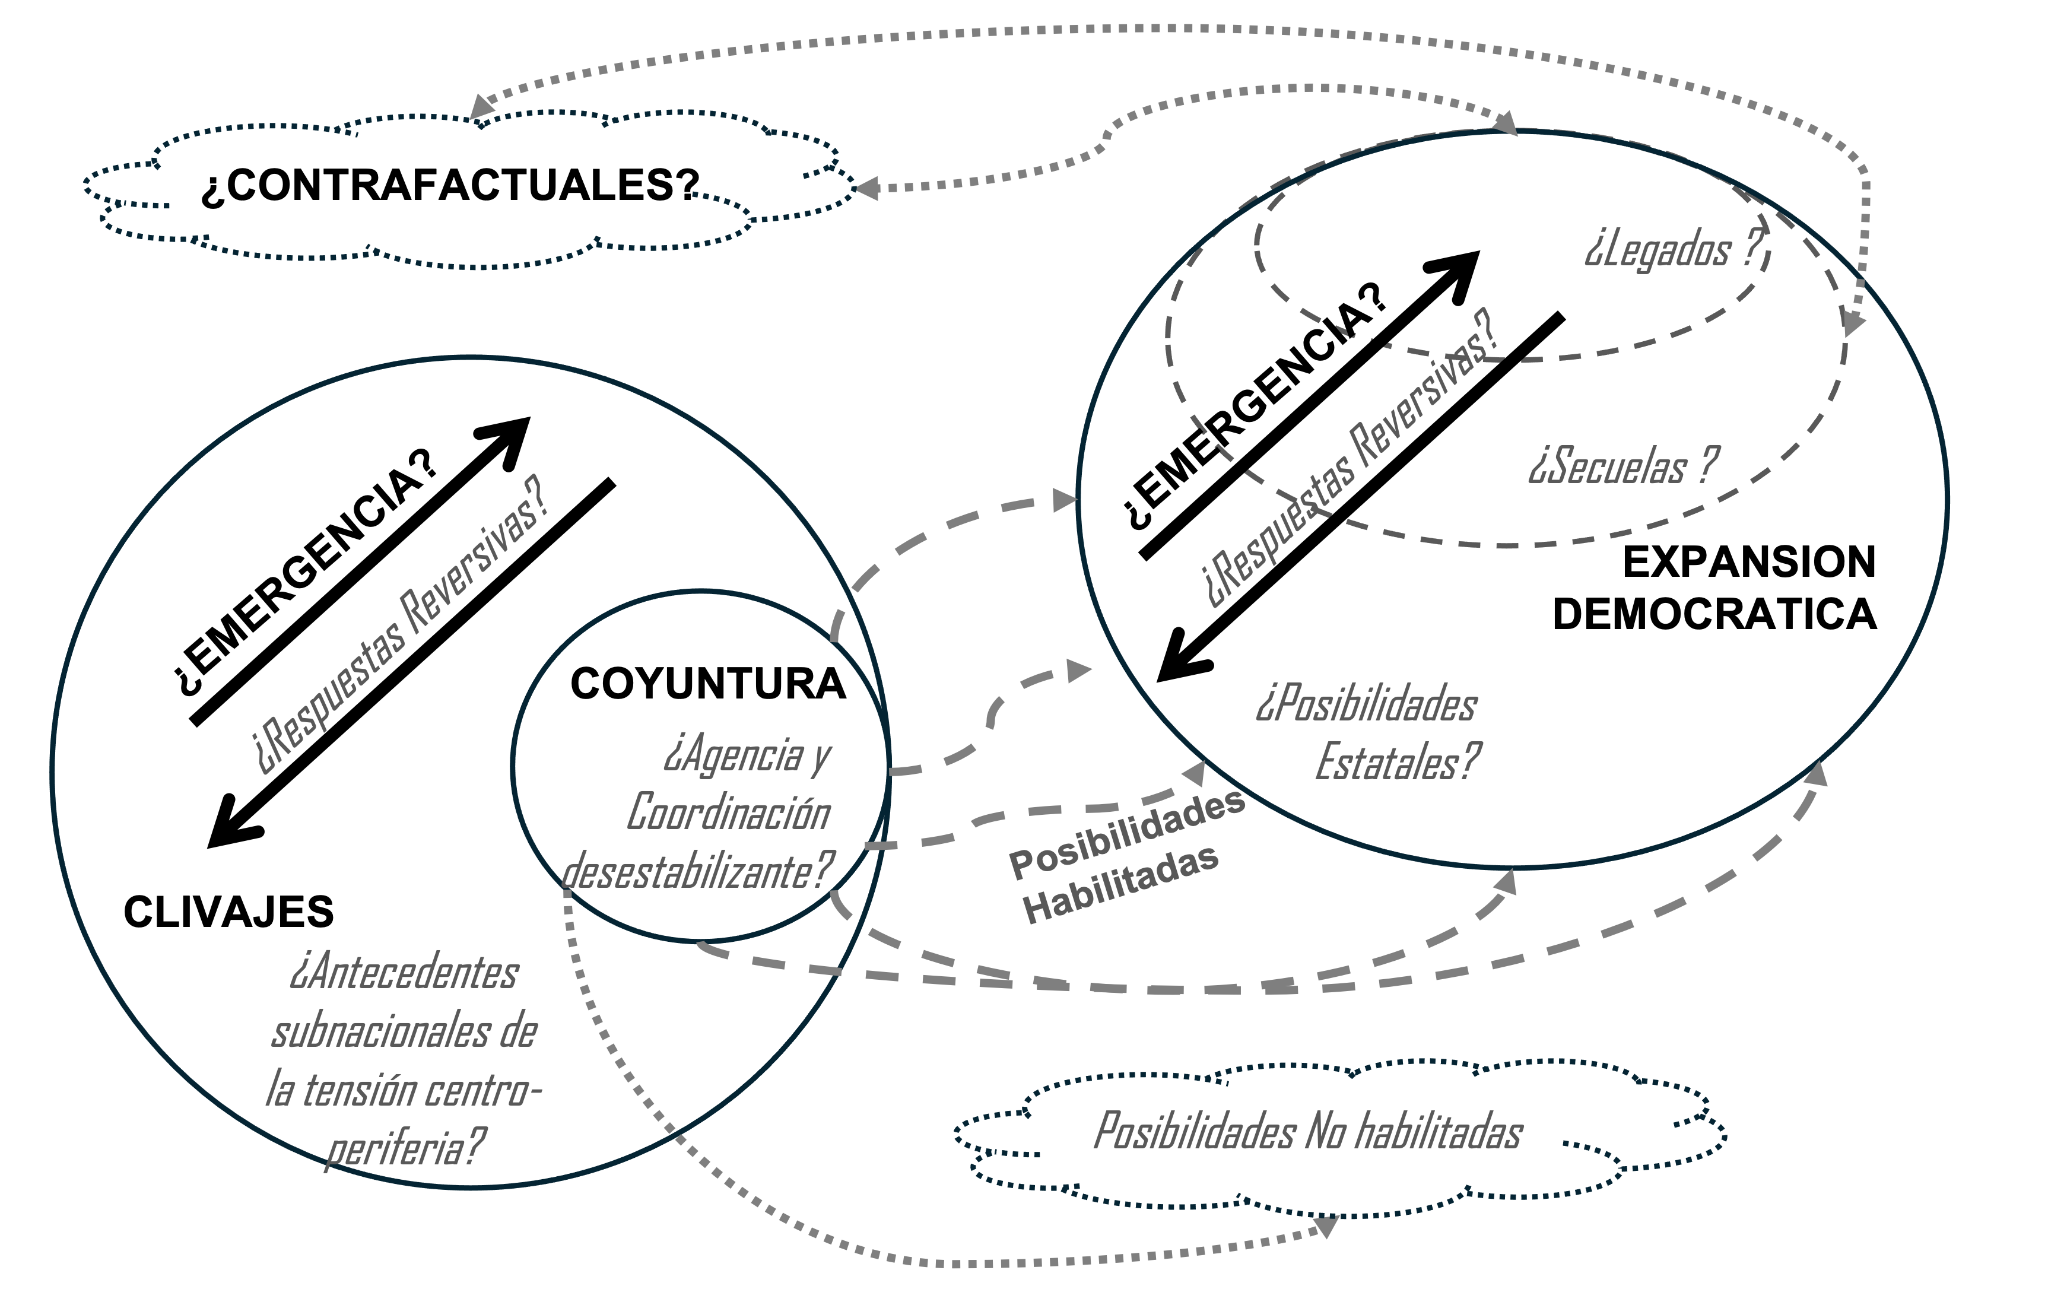 ¿CONTRAFACTUALES?
¿EMERGENCIA?
¿Respuestas Reversivas?
CLIVAJES
¿Antecedentes
subnacionales de
la tensión centro-
periferia?
COYUNTURA
¿Agencia y
Coordinación
desestabilizante?
Posibilidades
Habilitadas
¿Legados ?
¿EMERGENCIA?
¿Respuestas Reversivas?
¿Secuelas ?
EXPANSION
DEMOCRATICA
¿Posibilidades
Estatales?
Posibilidades No habilitadas